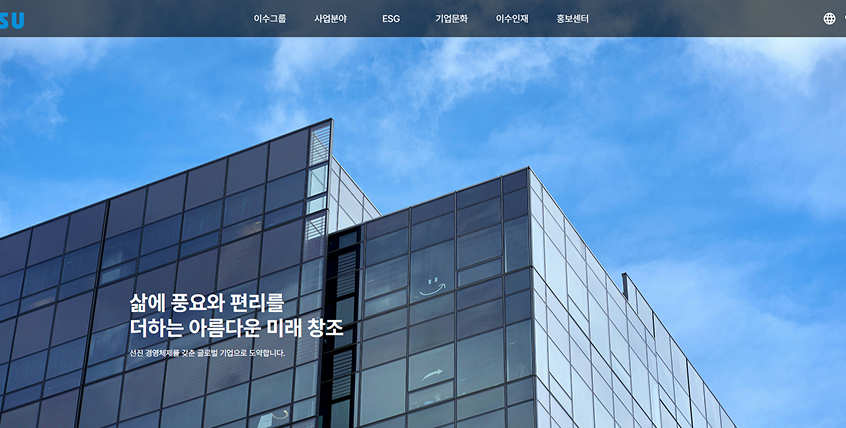 SU
이수그룹
사업분야
ESG
기업문화
이수인재
홍보센터
삶에 풍요와 편리를
더하는 아름다운 미래 창조
선진 경영체제를 갖춘 글로벌 기업으로 도약합니다.